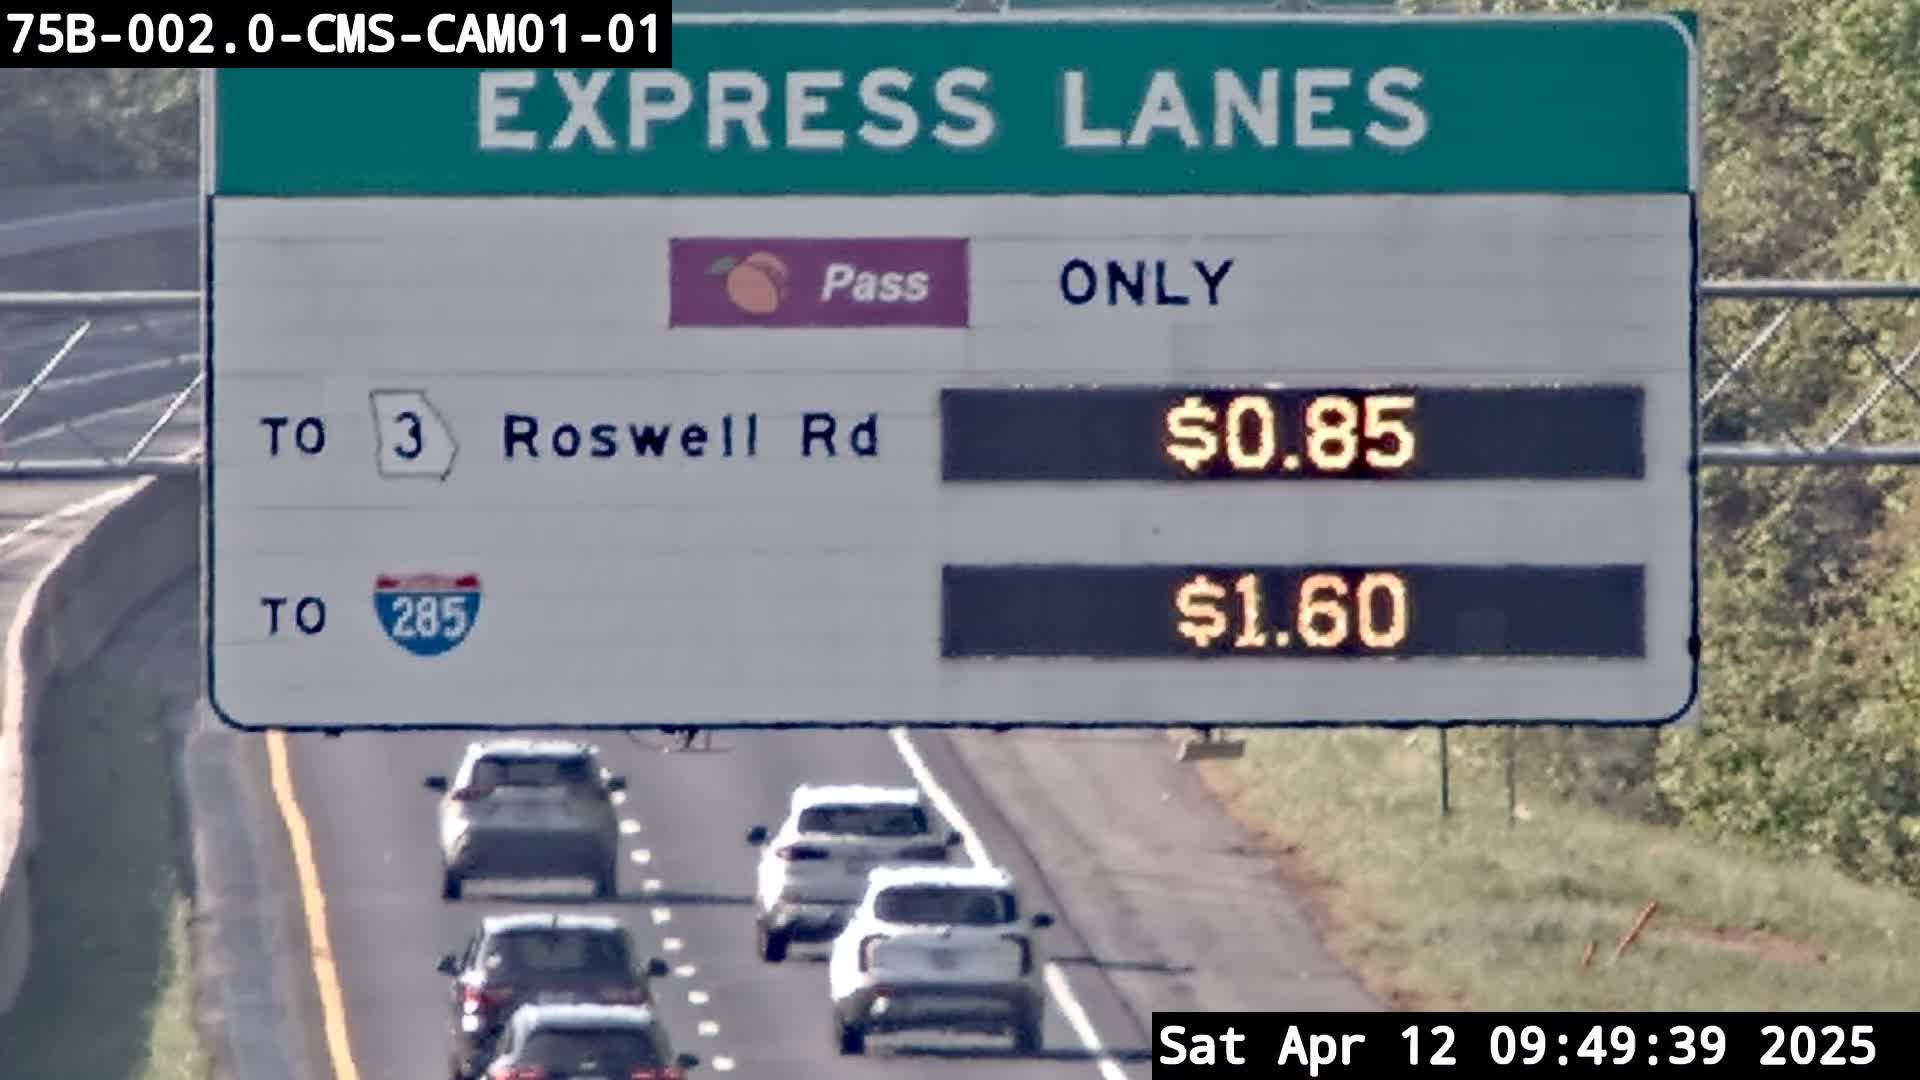 75B-002.0-CMS-CAM01-01
EXPRESS LANES
Pass ONLY
TO 3 Roswell Rd $0.85
TO 285 $1.60
Sat Apr 12 09:49:39 2025